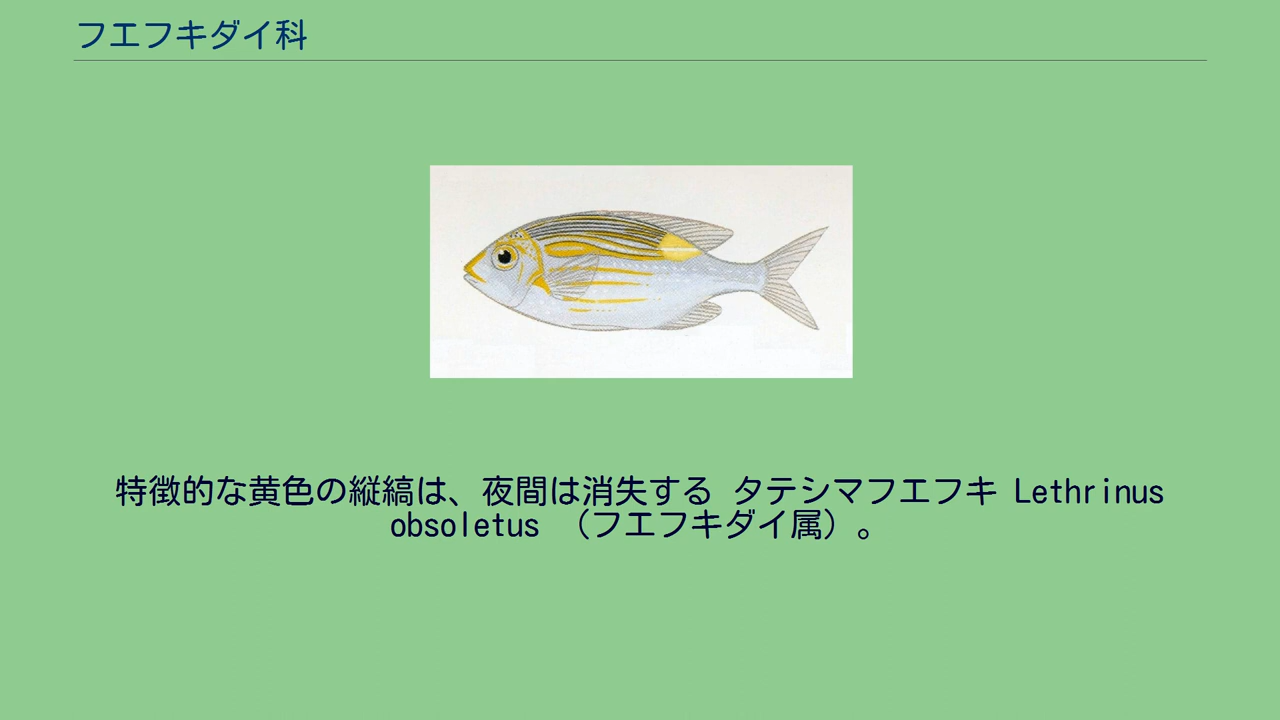 フエフキダイ科
特徴的な黄色の縦縞は、夜間は消失する タテシマフエフキ Lethrinus
obsoletus （フエフキダイ属）。